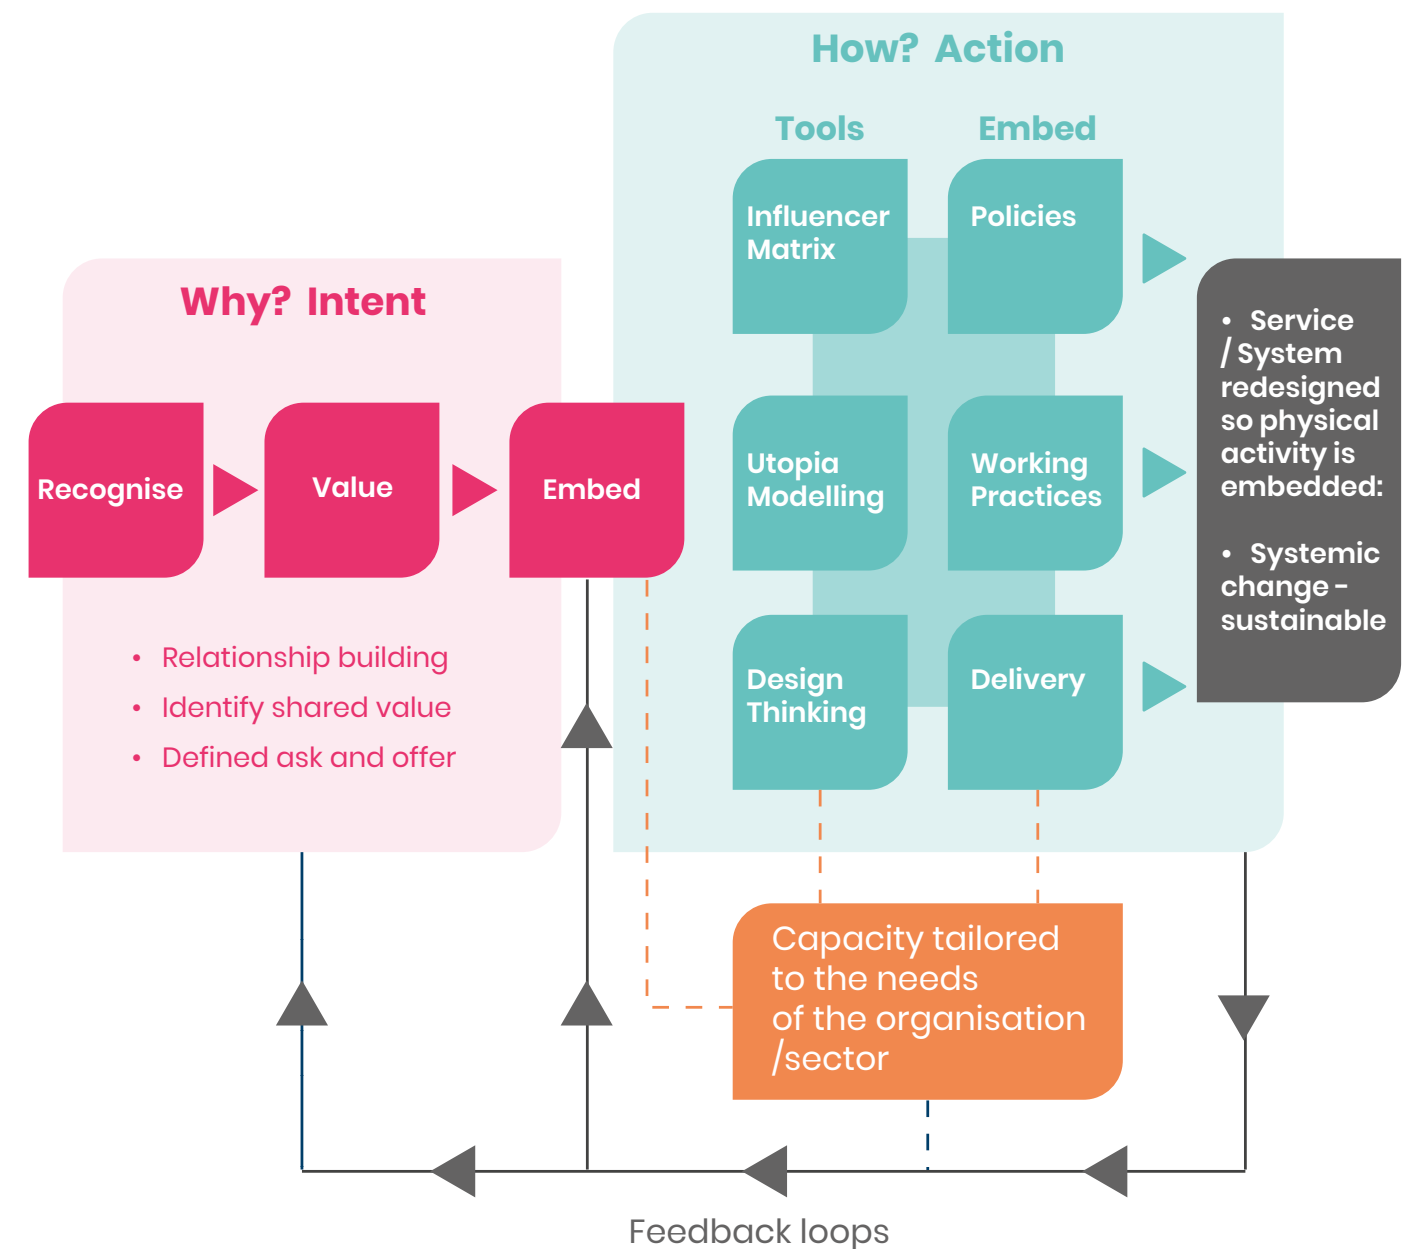 How? Action
Tools
Embed
Influencer
Matrix
Policies
Why? Intent
Recognise
Value
Embed
Utopia
Modelling
Working
Practices
• Service
/ System
redesigned
so physical
activity is
embedded:
• Systemic
change -
sustainable
• Relationship building
• Identify shared value
• Defined ask and offer
Design
Thinking
Delivery
Capacity tailored
to the needs
of the organisation
/sector
Feedback loops